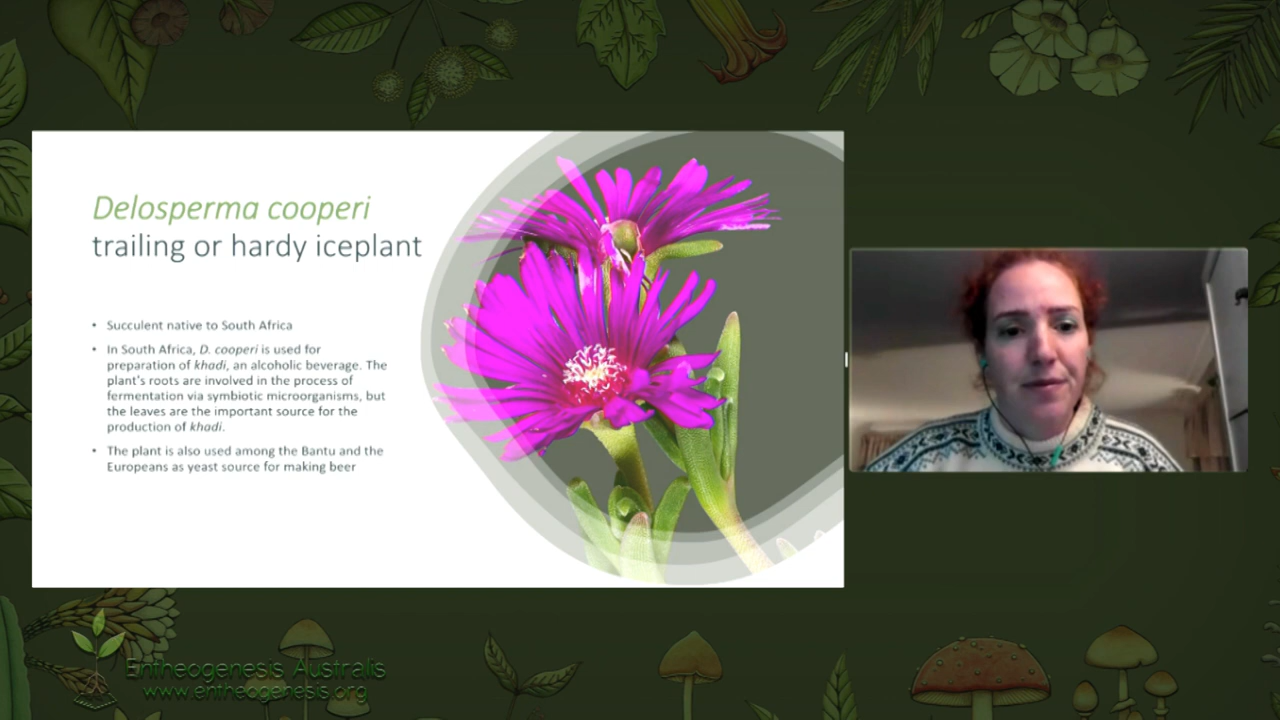 Delosperma cooperi
trailing or hardy iceplant
• Succulent native to South Africa
• In South Africa, D. cooperi is used for
preparation of khadi, an alcoholic beverage. The
plant's roots are involved in the process of
fermentation via symbiotic microorganisms, but
the leaves are the important source for the
production of khadi.
• The plant is also used among the Bantu and the
Europeans as yeast source for making beer
Entheogenesis Australis
www.entheogenesis.org